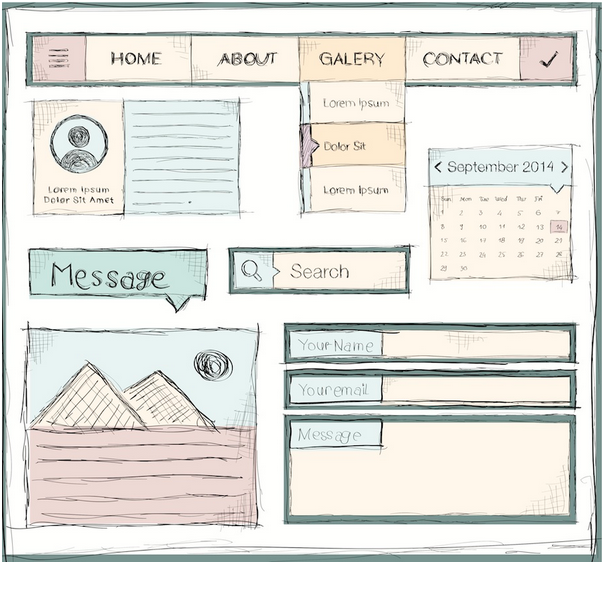 HOME ABOUT GALERY CONTACT
Lorem Ipsum
Dolor Sit
Lorem Ipsum
Lorem Ipsum
Dolor Sit Amet
September 2014
Sun Mon Tue Wed Thu Fri Sat
2 3 4 5 6 7
8 9 10 11 12 13 14
15 16 17 18 19 20 21
22 23 24 25 26 27 28
29 30
Message
Search
Your Name
Your email
Message